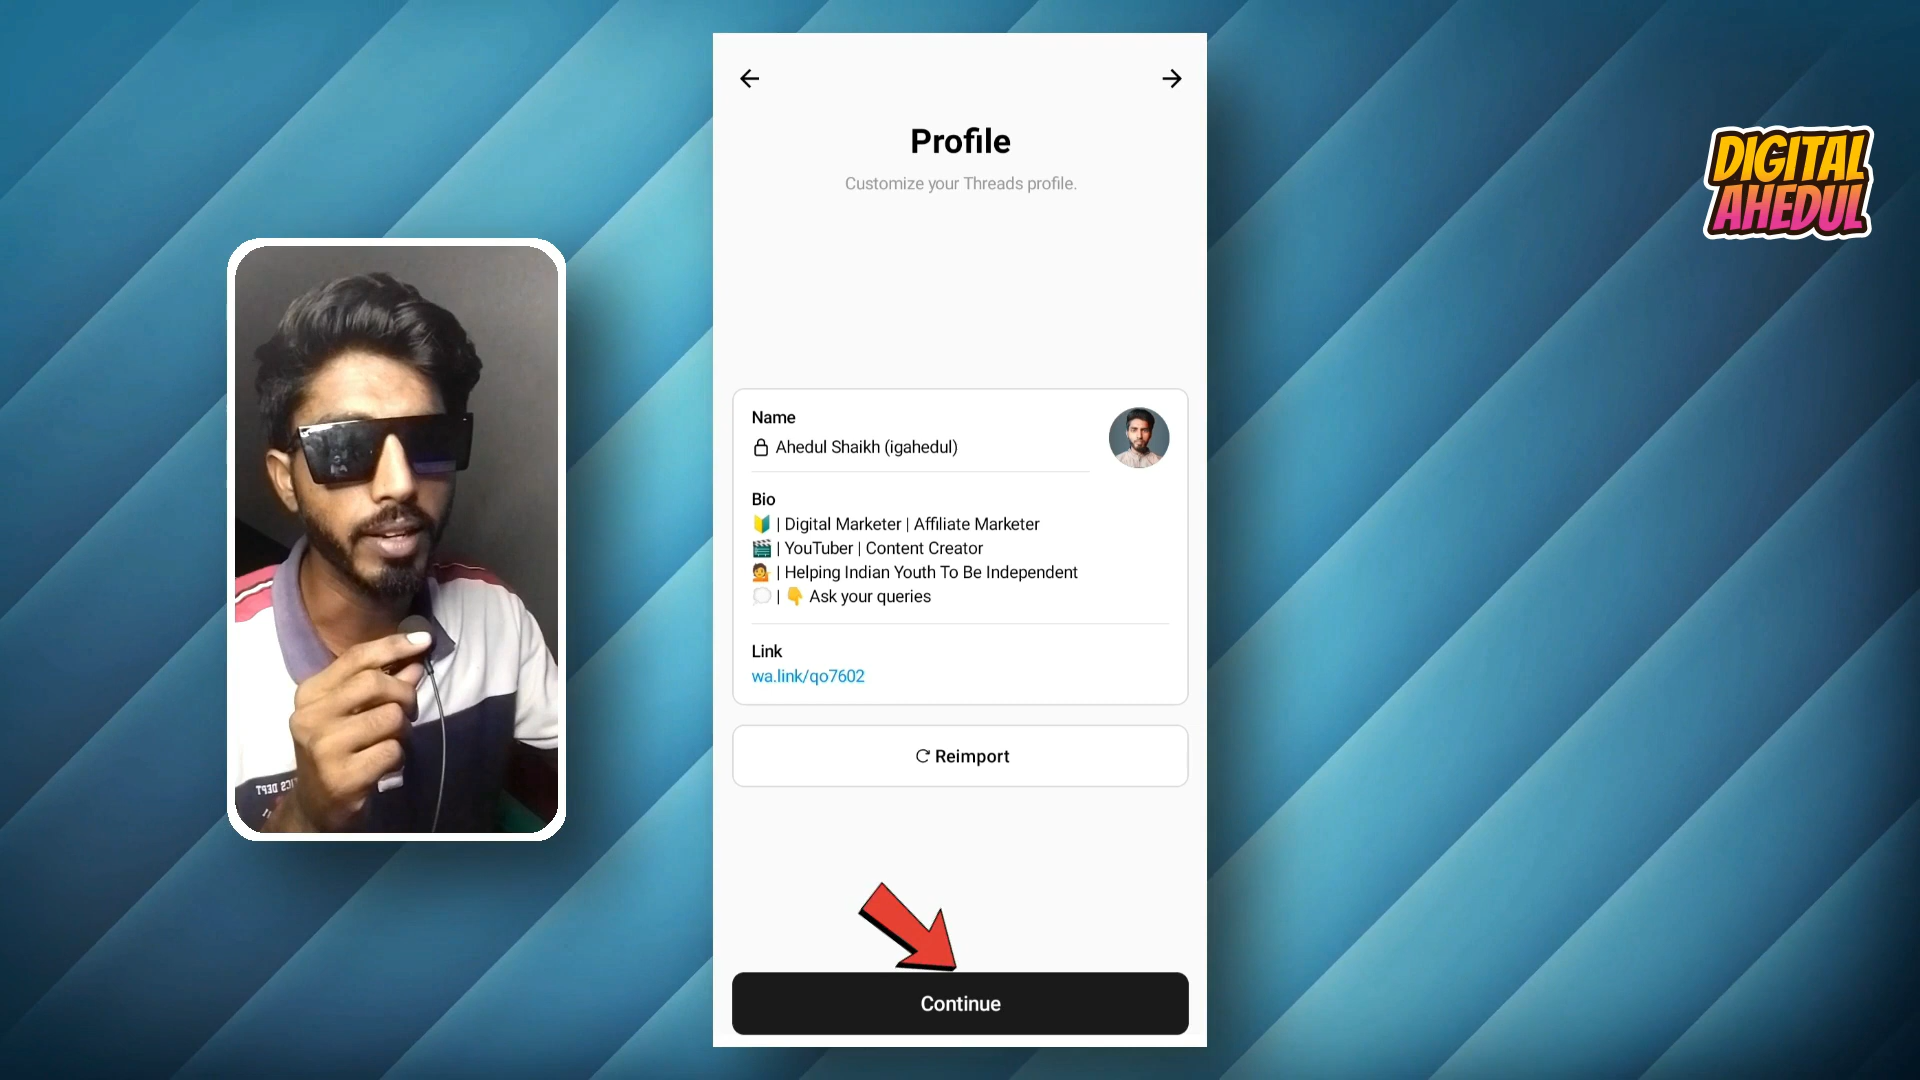 Profile
Customize your Threads profile.
DIGITAL
AHEDUL
Name
Ahedul Shaikh (igahedul)
Bio
🔰 | Digital Marketer | Affiliate Marketer
🎬 | YouTuber | Content Creator
💁 | Helping Indian Youth To Be Independent
💭 | 👇 Ask your queries
Link
wa.link/qo7602
Reimport
Continue